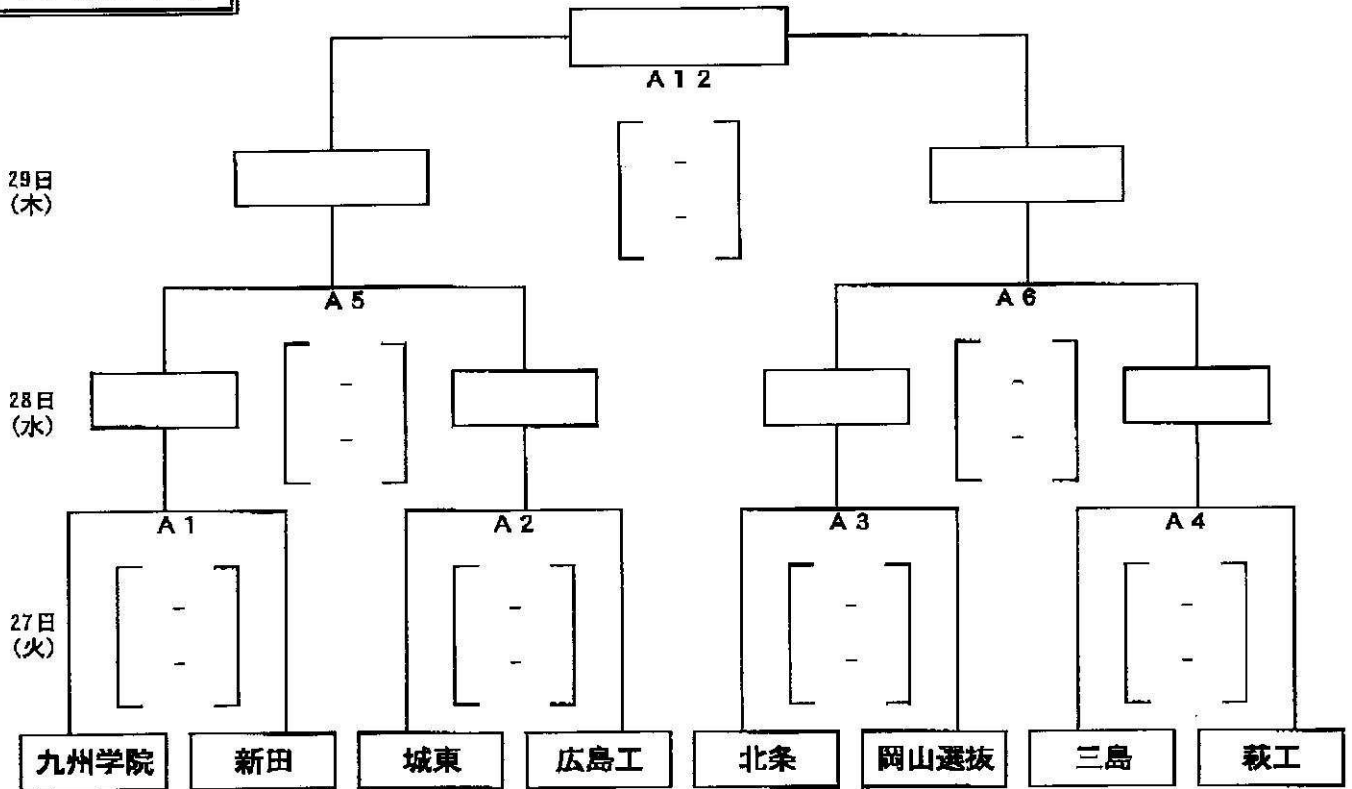 A12
29日
(木)
-
-
A5
A6
28日
(水)
-
-
-
-
A1
A2
A3
A4
27日
(火)
-
-
-
-
-
-
-
-
九州学院
新田
城東
広島工
北条
岡山選抜
三島
萩工